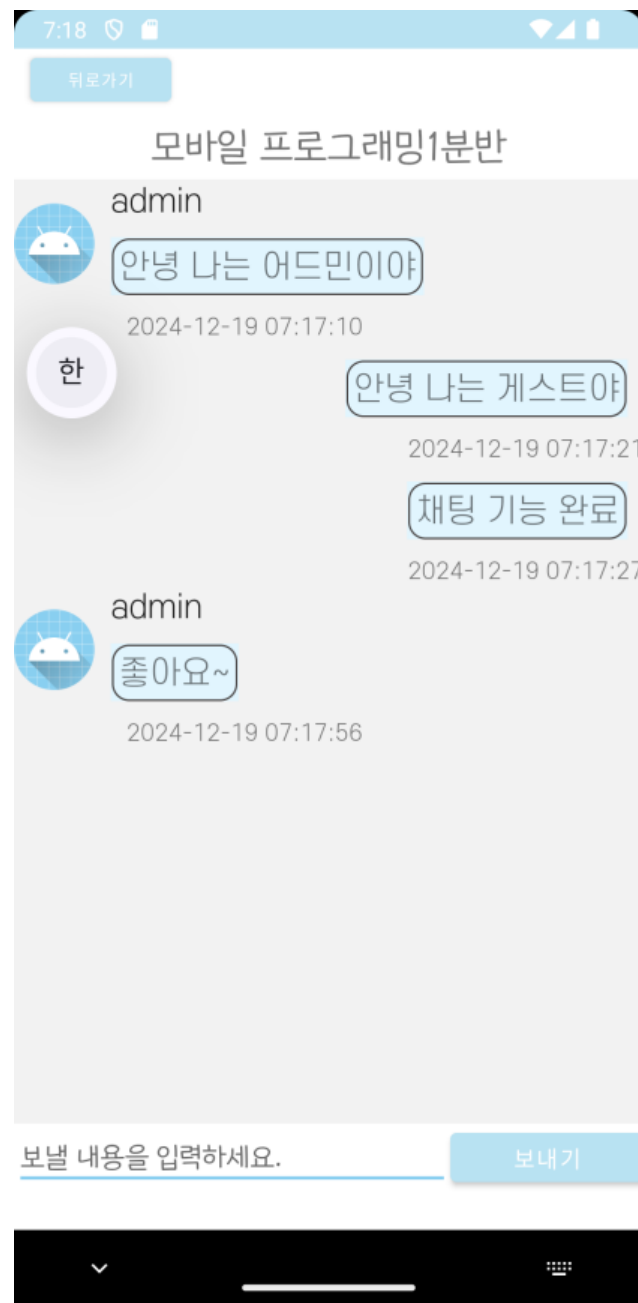 7:18
뒤로가기
모바일 프로그래밍1분반
admin
안녕 나는 어드민이야
2024-12-19 07:17:10
한
안녕 나는 게스트야
2024-12-19 07:17:21
채팅 기능 완료
2024-12-19 07:17:27
admin
좋아요~
2024-12-19 07:17:56
보낼 내용을 입력하세요.
보내기